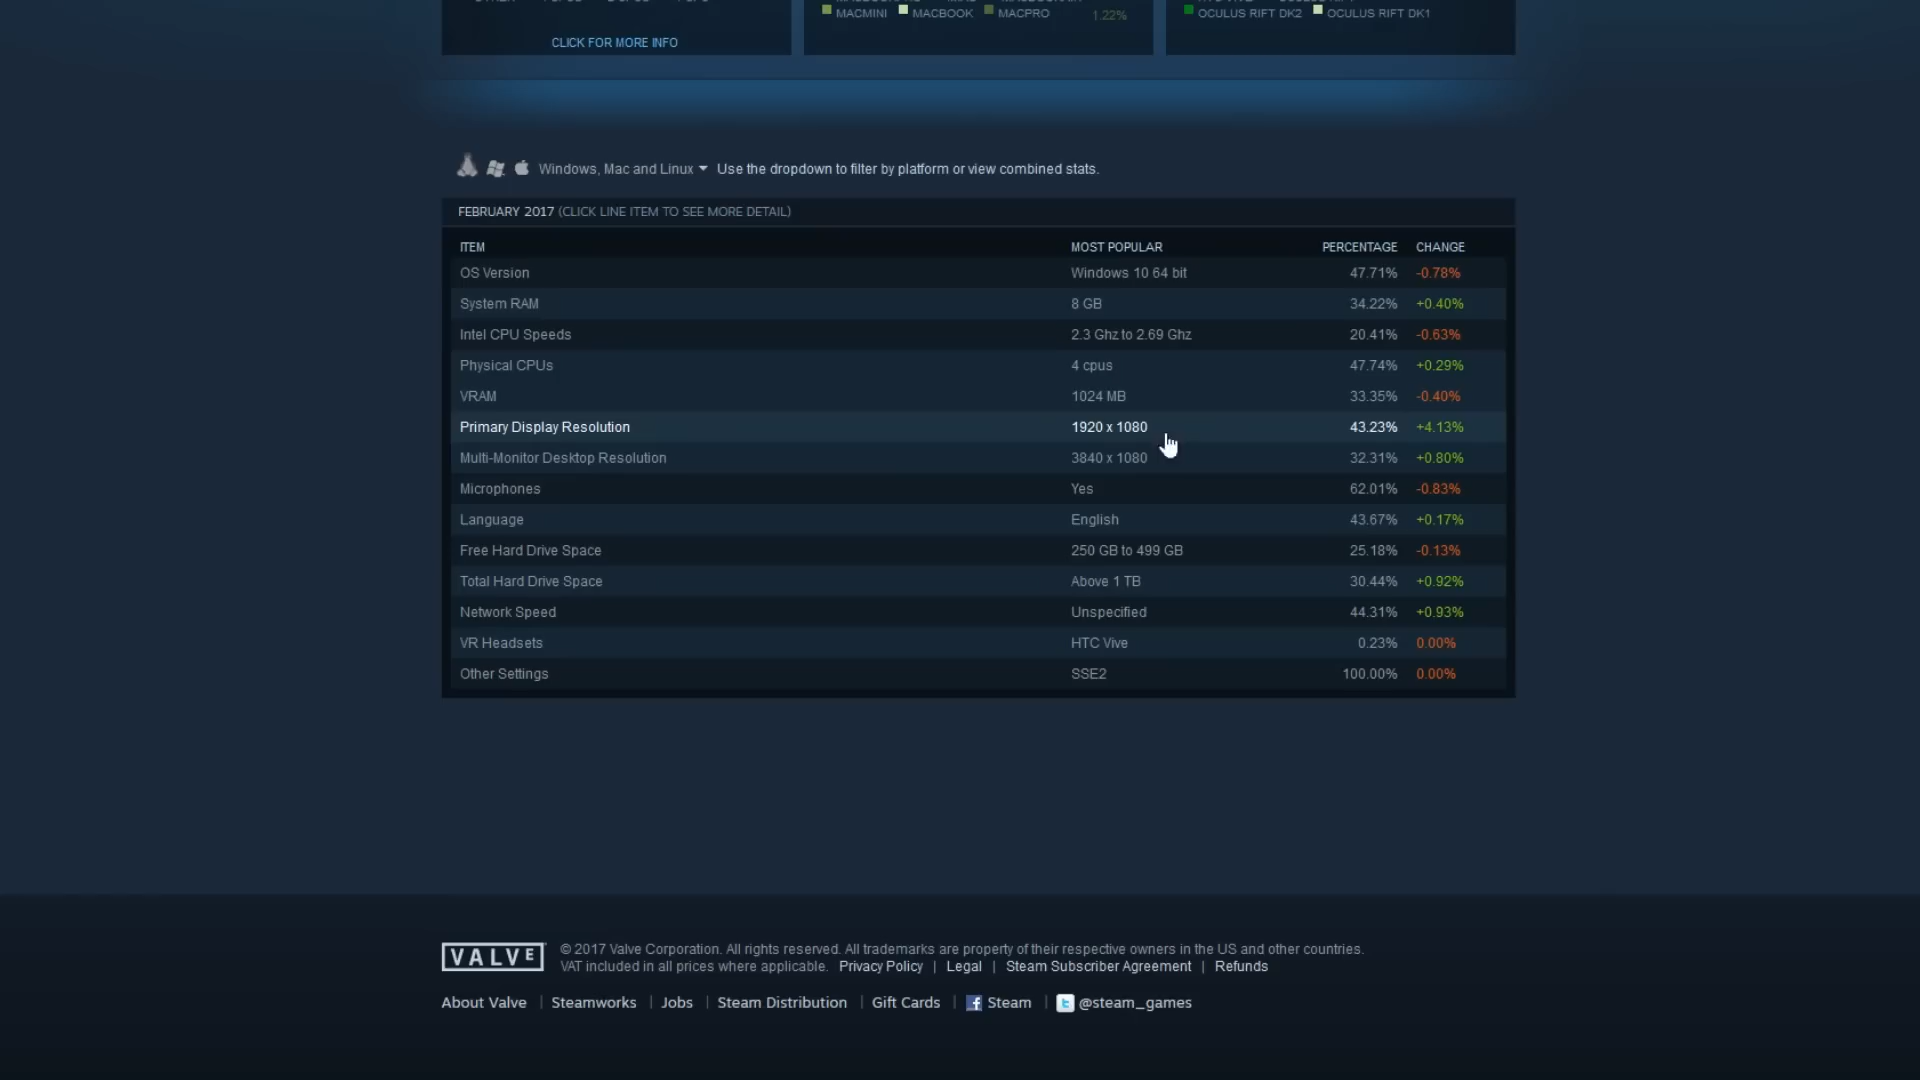 CLICK FOR MORE INFO
MACMINI MACBOOK MACPRO 1.22%
OCULUS RIFT DK2 OCULUS RIFT DK1
Windows, Mac and Linux Use the dropdown to filter by platform or view combined stats.
FEBRUARY 2017 (CLICK LINE ITEM TO SEE MORE DETAIL)
ITEM MOST POPULAR PERCENTAGE CHANGE
OS Version Windows 10 64 bit 47.71% -0.78%
System RAM 8 GB 34.22% +0.40%
Intel CPU Speeds 2.3 Ghz to 2.69 Ghz 20.41% -0.63%
Physical CPUs 4 cpus 47.74% +0.29%
VRAM 1024 MB 33.35% -0.40%
Primary Display Resolution 1920 x 1080 43.23% +4.13%
Multi-Monitor Desktop Resolution 3840 x 1080 32.31% +0.80%
Microphones Yes 62.01% -0.83%
Language English 43.67% +0.17%
Free Hard Drive Space 250 GB to 499 GB 25.18% -0.13%
Total Hard Drive Space Above 1 TB 30.44% +0.92%
Network Speed Unspecified 44.31% +0.93%
VR Headsets HTC Vive 0.23% 0.00%
Other Settings SSE2 100.00% 0.00%
VALVE © 2017 Valve Corporation. All rights reserved. All trademarks are property of their respective owners in the US and other countries.
VAT included in all prices where applicable. Privacy Policy | Legal | Steam Subscriber Agreement | Refunds
About Valve | Steamworks | Jobs | Steam Distribution | Gift Cards | Steam | @steam_games